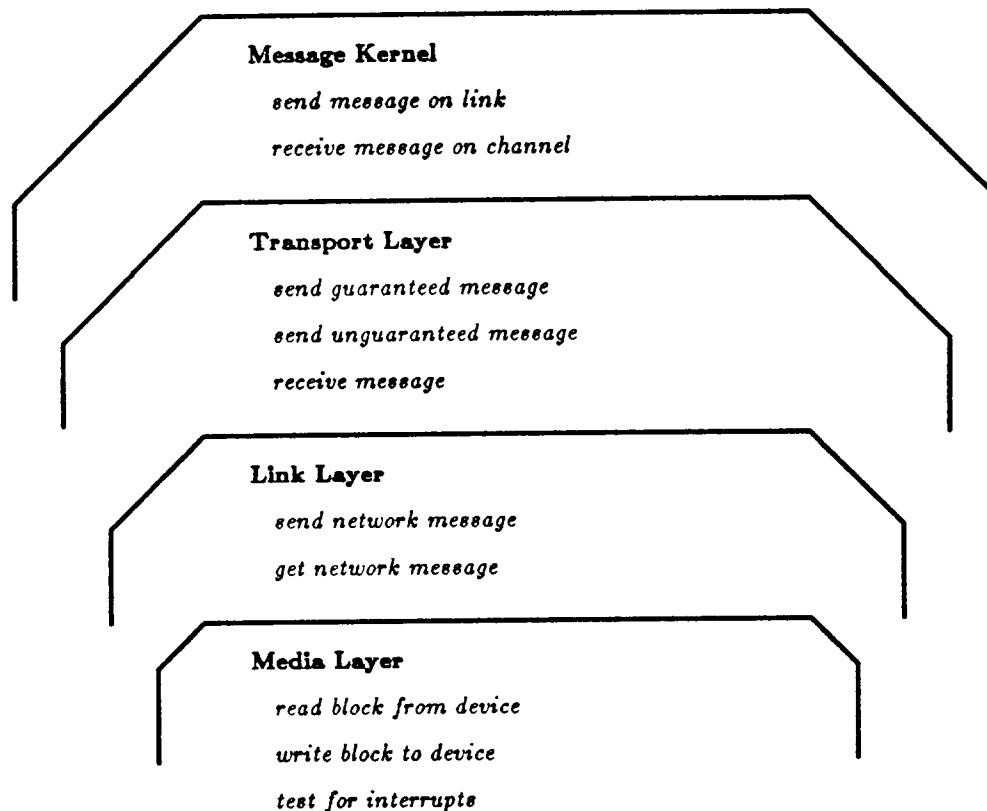 Message Kernel
send message on link
receive message on channel
Transport Layer
send guaranteed message
send unguaranteed message
receive message
Link Layer
send network message
get network message
Media Layer
read block from device
write block to device
test for interrupts